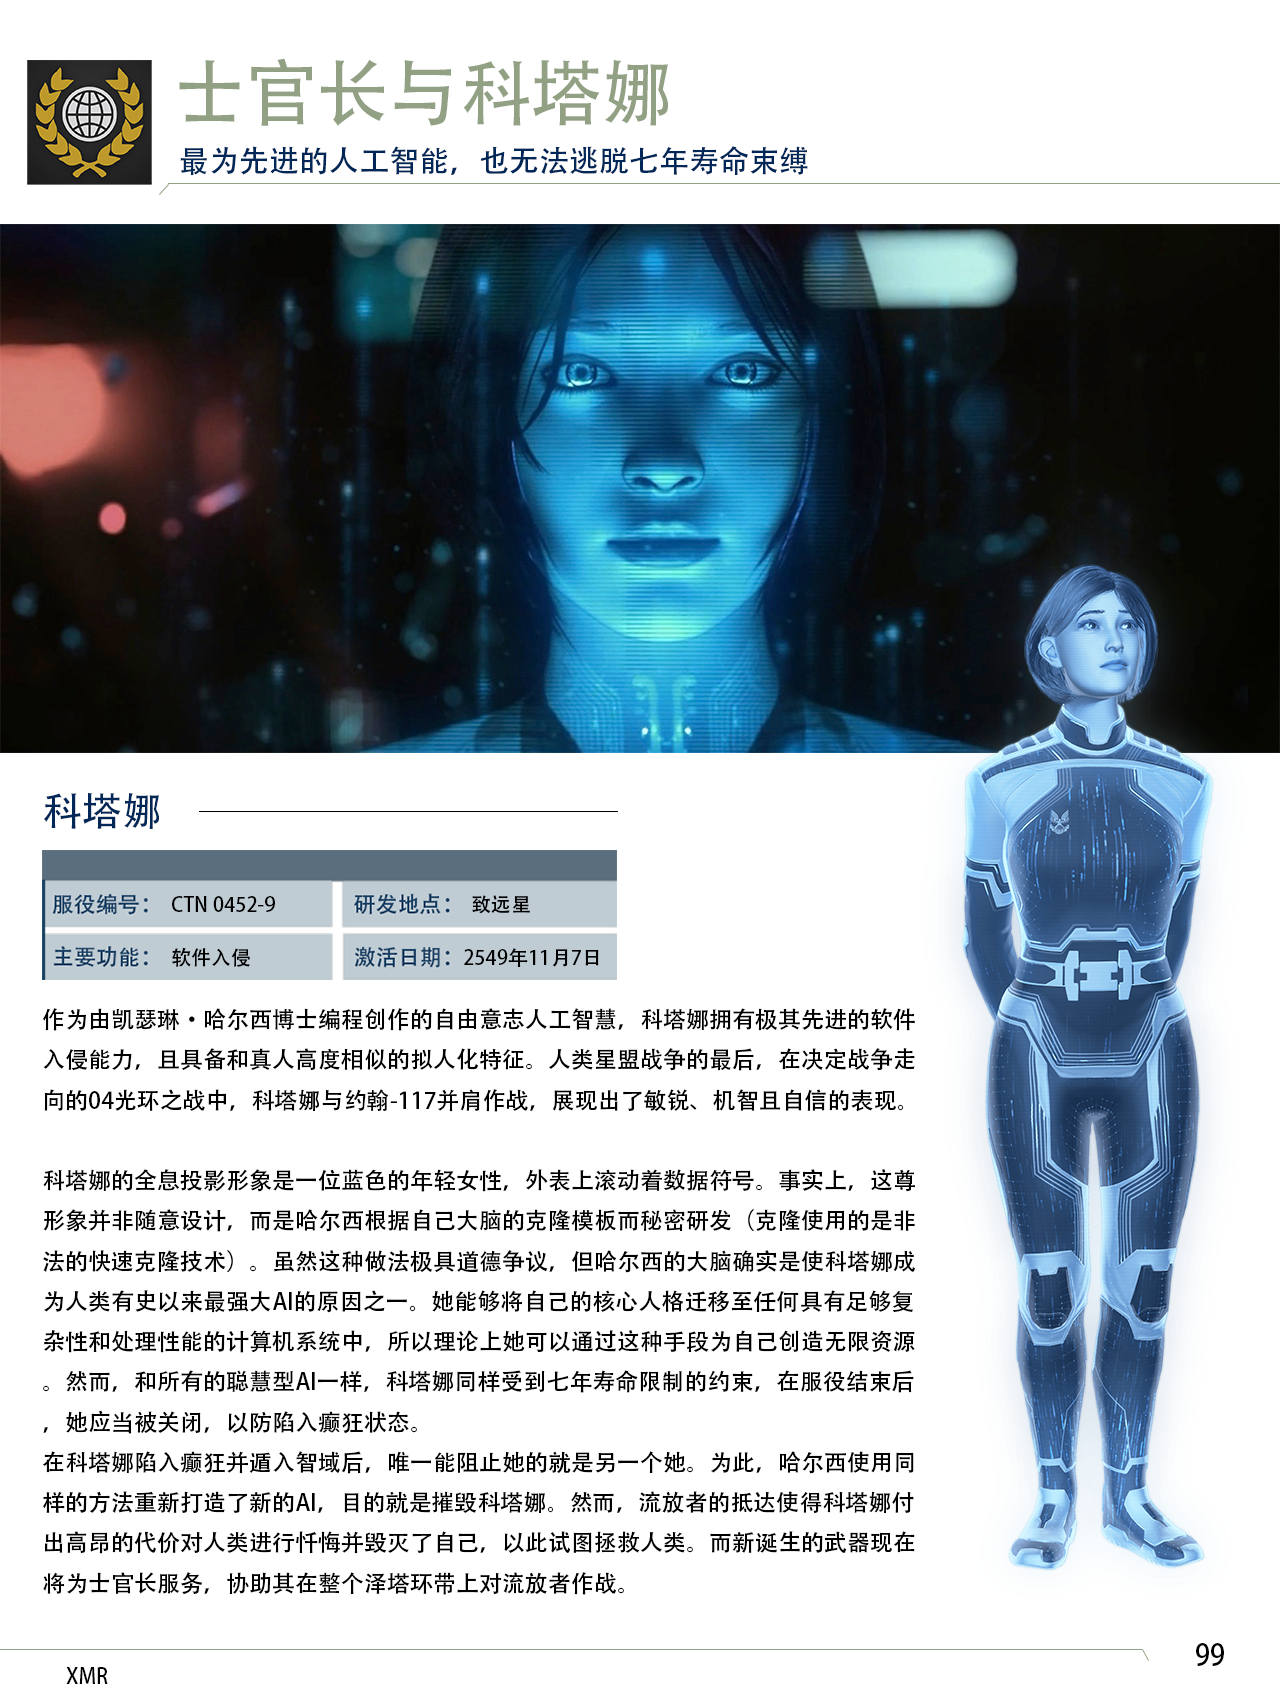 士官长与科塔娜
最为先进的人工智能，也无法逃脱七年寿命束缚
科塔娜
服役编号： CTN 0452-9
研发地点： 致远星
主要功能： 软件入侵
激活日期：2549年11月7日
作为由凯瑟琳·哈尔西博士编程创作的自由意志人工智慧，科塔娜拥有极其先进的软件
入侵能力，且具备和真人高度相似的拟人化特征。人类星盟战争的最后，在决定战争走
向的04光环之战中，科塔娜与约翰-117并肩作战，展现出了敏锐、机智且自信的表现。
科塔娜的全息投影形象是一位蓝色的年轻女性，外表上滚动着数据符号。事实上，这尊
形象并非随意设计，而是哈尔西根据自己大脑的克隆模板而秘密研发（克隆使用的是非
法的快速克隆技术）。虽然这种做法极具道德争议，但哈尔西的大脑确实是使科塔娜成
为人类有史以来最强大AI的原因之一。她能够将自己的核心人格迁移至任何具有足够复
杂性和处理性能的计算机系统中，所以理论上她可以通过这种手段为自己创造无限资源
。然而，和所有的聪慧型AI一样，科塔娜同样受到七年寿命限制的约束，在服役结束后
，她应当被关闭，以防陷入癫狂状态。
在科塔娜陷入癫狂并遁入智域后，唯一能阻止她的就是另一个她。为此，哈尔西使用同
样的方法重新打造了新的AI，目的就是摧毁科塔娜。然而，流放者的抵达使得科塔娜付
出高昂的代价对人类进行忏悔并毁灭了自己，以此试图拯救人类。而新诞生的武器现在
将为士官长服务，协助其在整个泽塔环带上对流放者作战。
99
XMR